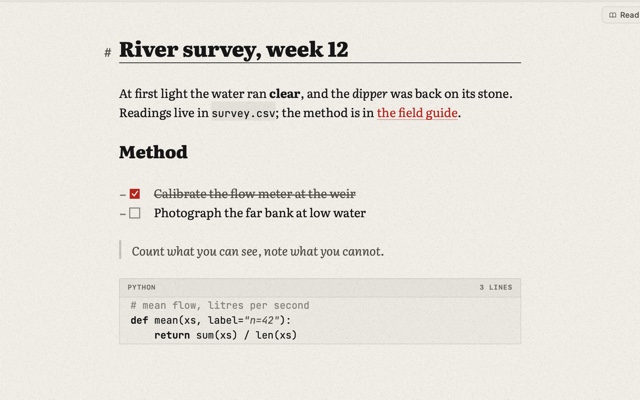 Read
# River survey, week 12
At first light the water ran clear, and the dipper was back on its stone.
Readings live in survey.csv; the method is in the field guide.
Method
– Calibrate the flow meter at the weir
– Photograph the far bank at low water
Count what you can see, note what you cannot.
PYTHON 3 LINES
# mean flow, litres per second
def mean(xs, label="n=42"):
    return sum(xs) / len(xs)